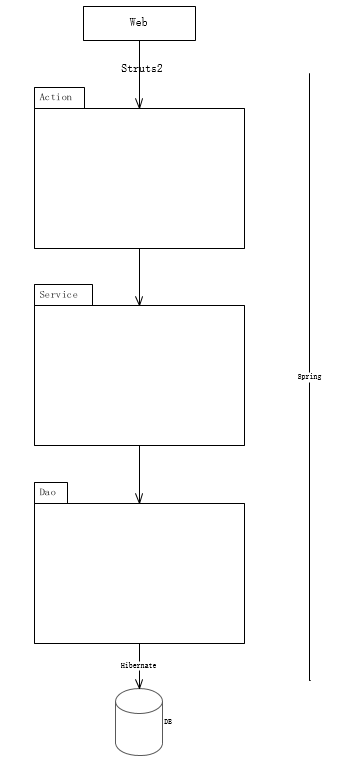 Web
Struts2
Action
Service
Spring
Dao
Hibernate
DB